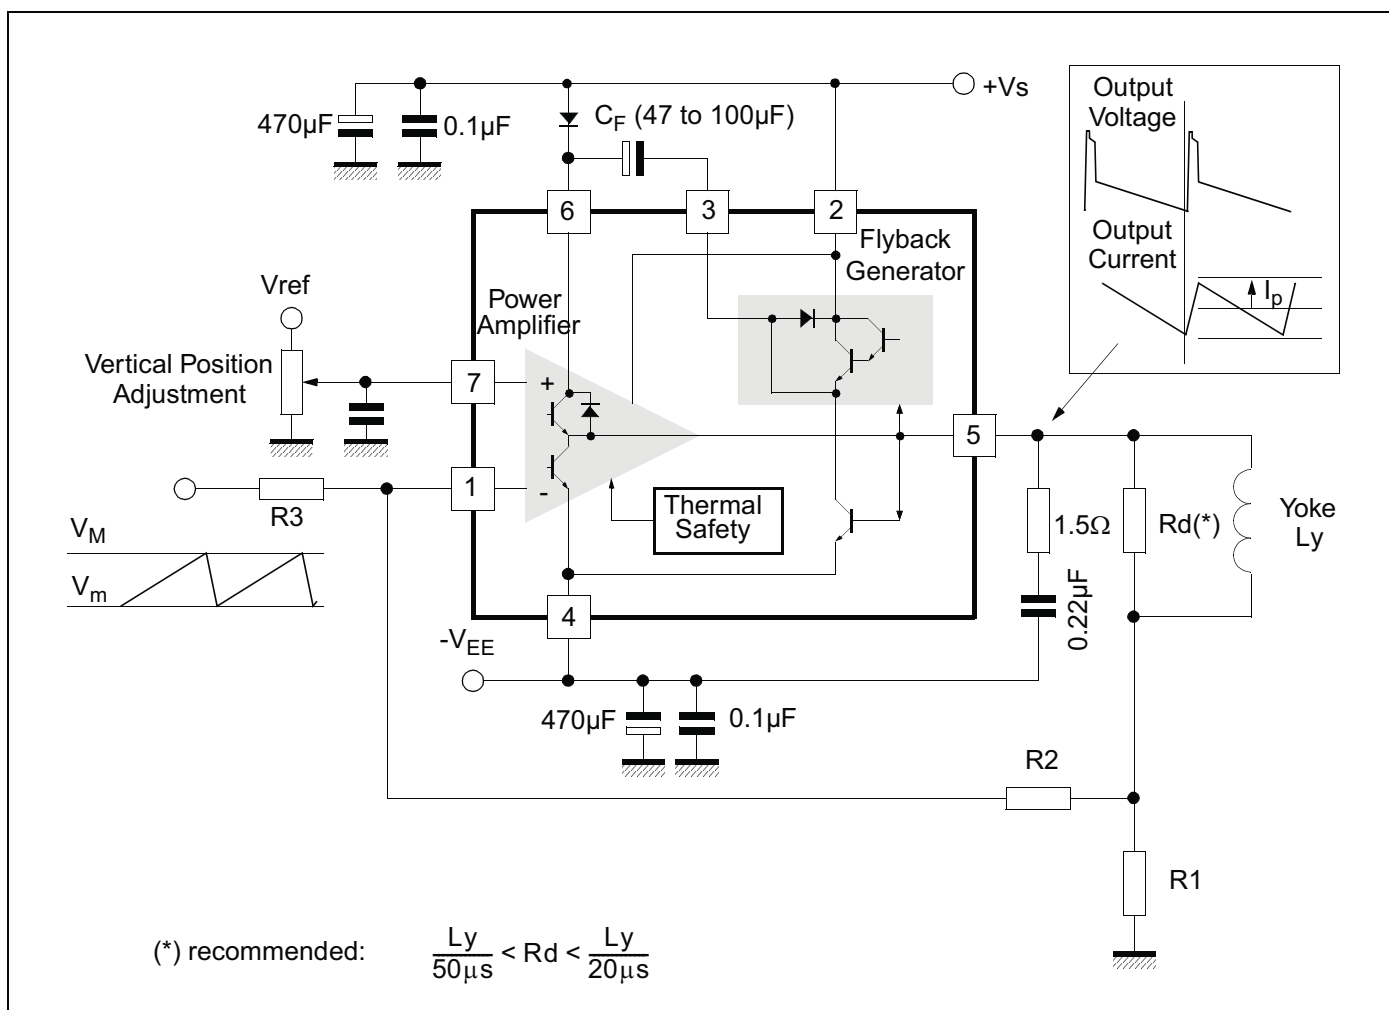 +Vs
Output
Voltage
470µF
0.1µF
C_F (47 to 100µF)
6
3
2
Output
Current
I_p
Flyback
Generator
Vref
Power
Amplifier
Vertical Position
Adjustment
7
+
5
1
-
R3
Thermal
Safety
1.5Ω
Rd(*)
Yoke
Ly
V_M
V_m
0.22µF
4
-V_EE
470µF
0.1µF
R2
R1
(*) recommended: Ly/50µs < Rd < Ly/20µs